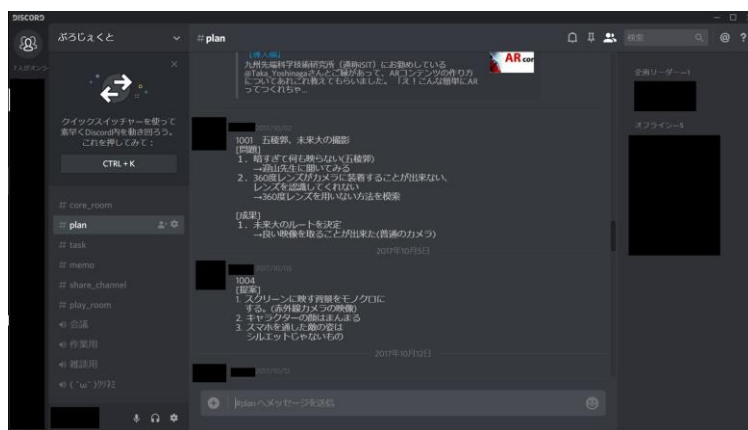 DISCORD
ぷろじぇくと
# plan
検索
九州先端科学技術研究所(通称ISIT)にお勤めしている
@Taka_Yoshinagaさんとご縁があって、ARコンテンツの作り方
についてあれこれ教えてもらいました。「え!こんな簡単にAR
ってつくれちゃ...
AR cor
クイックスイッチャーを使って
素早くDiscord内を動き回ろう。
これを押してみて:
CTRL + K
# core_room
# plan
# task
# memo
# share_channel
# play_room
会議
作業用
雑談用
2017/10/02
1001 五稜郭、未来大の撮影
[問題]
1. 暗すぎて何も映らない(五稜郭)
→迎山先生に聞いてみる
2. 360度レンズがカメラに装着することが出来ない、
レンズを認識してくれない
→360度レンズを用いない方法を模索
[成果]
1. 未来大のルートを決定
→良い映像を取ることが出来た(普通のカメラ)
2017年10月5日
2017/10/05
1004
[提案]
1. スクリーンに映す背景をモノクロに
する。(赤外線カメラの映像)
2. キャラクターの顔はまんまる
3. スマホを通した敵の姿は
シルエットじゃないもの
2017年10月12日
2017/10/12
#plan へメッセージを送信
企画リーダー—1
オフライン—5